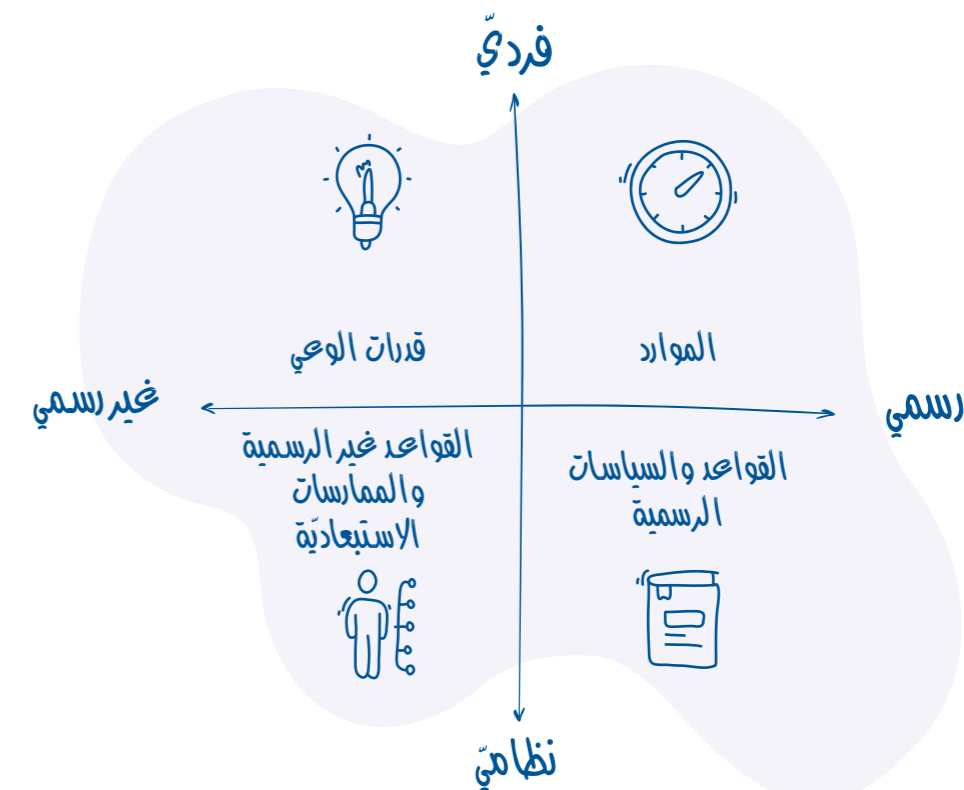 فرديّ
الموارد
قدرات الوعي
رسمي
غير رسمي
القواعد والسياسات
الرسمية
القواعد غير الرسمية
والممارسات
الاستبعاديّة
نظاميّ